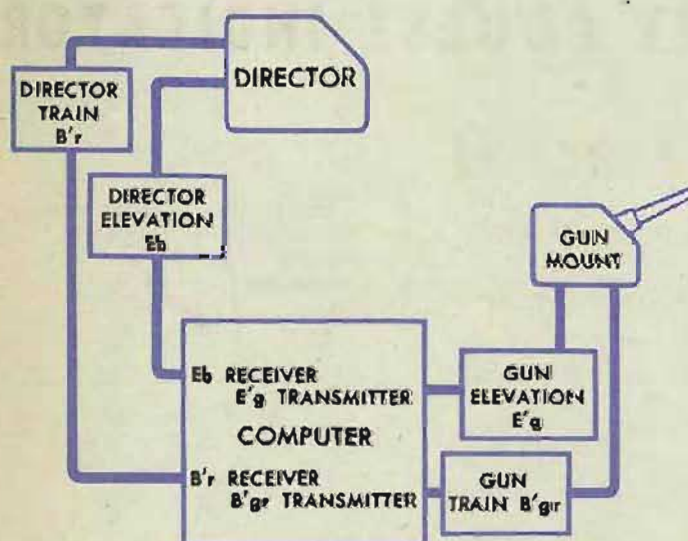 DIRECTOR
DIRECTOR
TRAIN
B'r
DIRECTOR
ELEVATION
Eb
GUN
MOUNT
Eb RECEIVER
E'g TRANSMITTER
COMPUTER
B'r RECEIVER
B'gr TRANSMITTER
GUN
ELEVATION
E'g
GUN
TRAIN B'gr